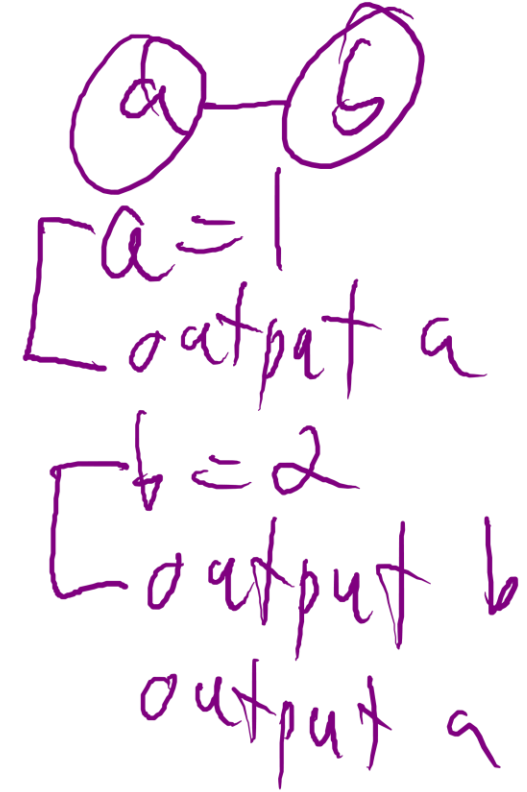 a b
a = 1
output a
b = 2
output b
output a